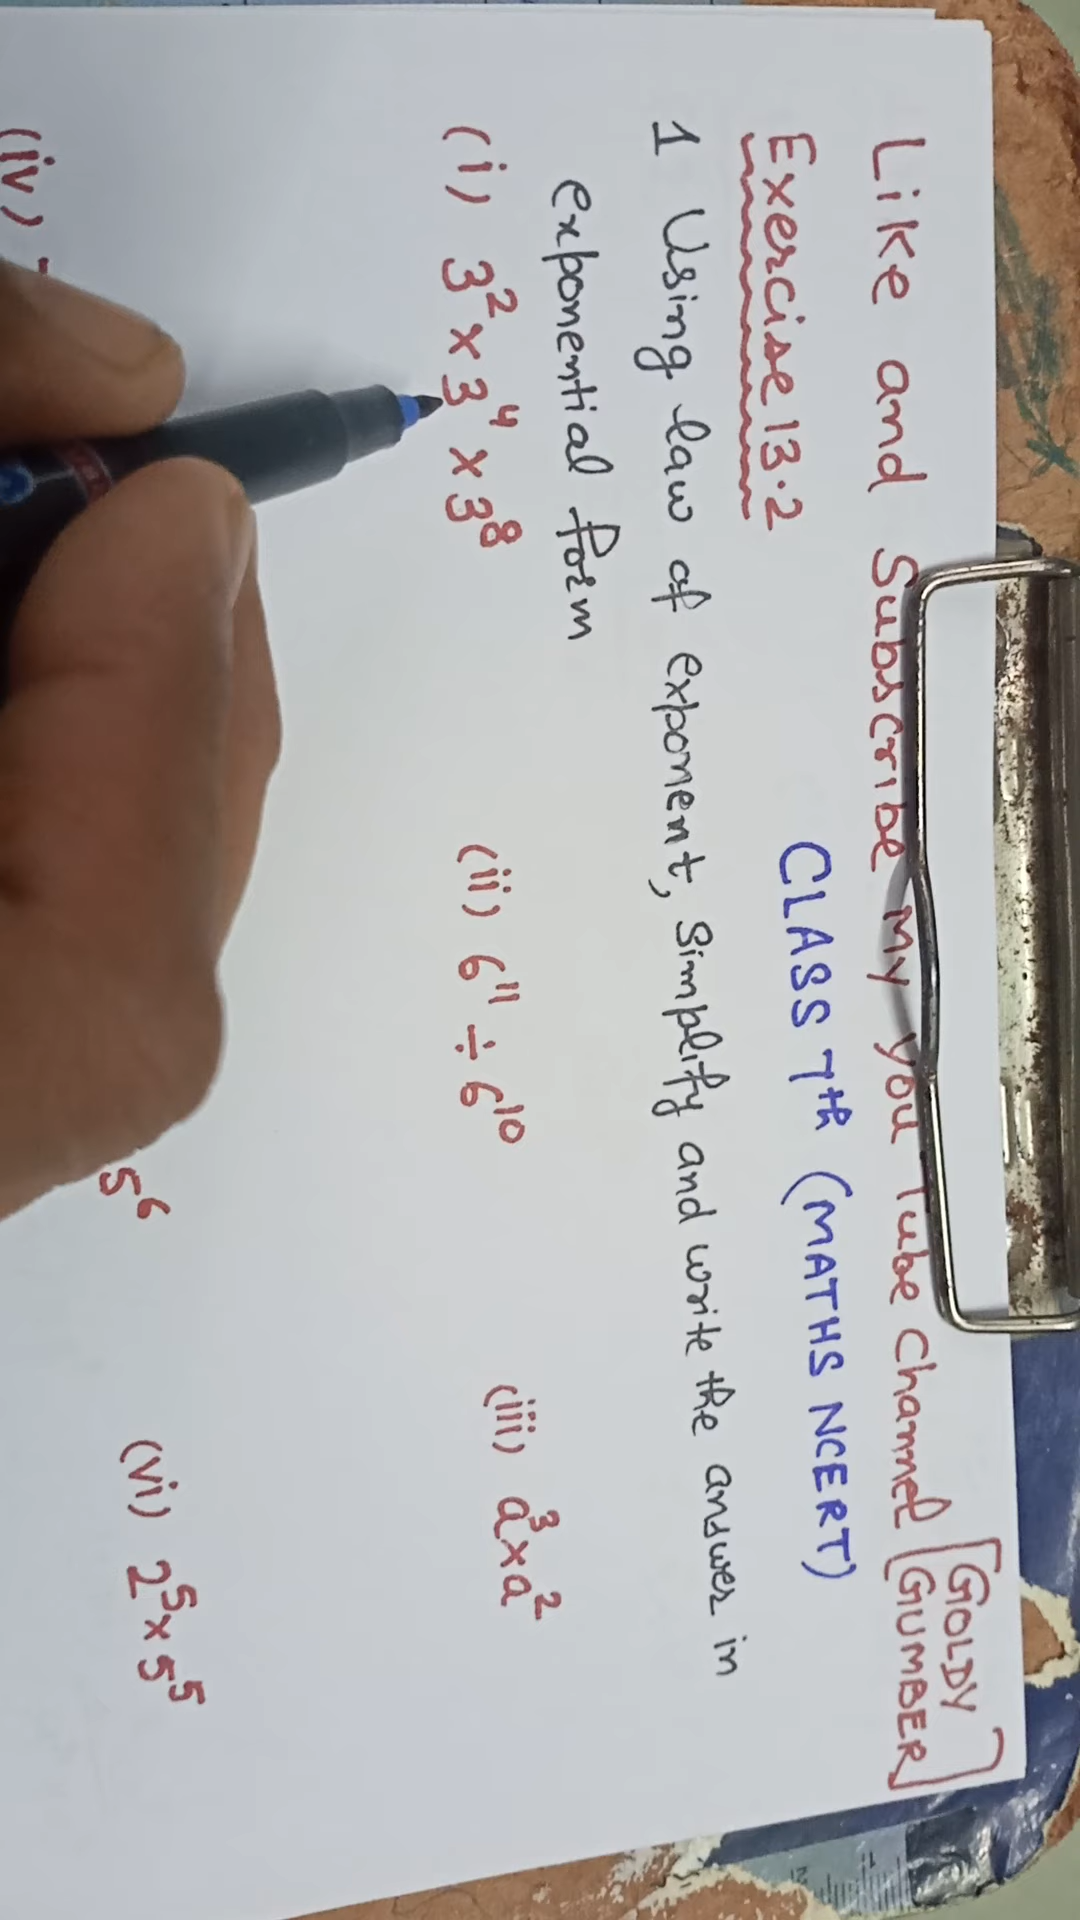 Like and Subscribe My YouTube Channel [GOLDY GUMBER]
Exercise 13.2 CLASS 7th (MATHS NCERT)
1 Using law of exponent, Simplify and write the answer in
exponential form
(i) 3² × 3⁴ × 3⁸ (ii) 6¹¹ ÷ 6¹⁰ (iii) a³ × a²
(iv) 5⁶ (vi) 2⁵ × 5⁵